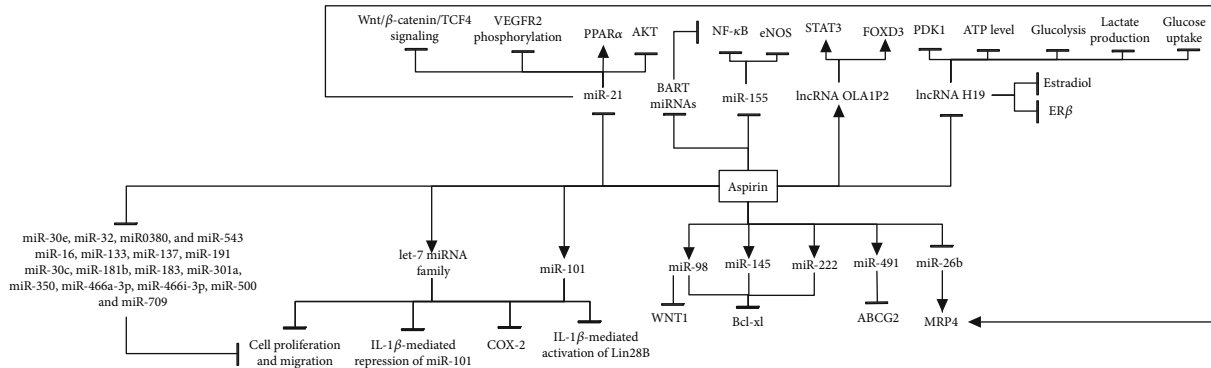 Wnt/β-catenin/TCF4
signaling
VEGFR2
phosphorylation
PPARα
AKT
NF-κB
eNOS
STAT3
FOXD3
PDK1
ATP level
Glucolysis
Lactate
production
Glucose
uptake
miR-21
BART
miRNAs
miR-155
lncRNA OLA1P2
lncRNA H19
Estradiol
ERβ
Aspirin
miR-30e, miR-32, miR0380, and miR-543
miR-16, miR-133, miR-137, miR-191
miR-30c, miR-181b, miR-183, miR-301a,
miR-350, miR-466a-3p, miR-466i-3p, miR-500
and miR-709
let-7 miRNA
family
miR-101
miR-98
miR-145
miR-222
miR-491
miR-26b
WNT1
Bcl-xl
ABCG2
MRP4
Cell proliferation
and migration
IL-1β-mediated
repression of miR-101
COX-2
IL-1β-mediated
activation of Lin28B